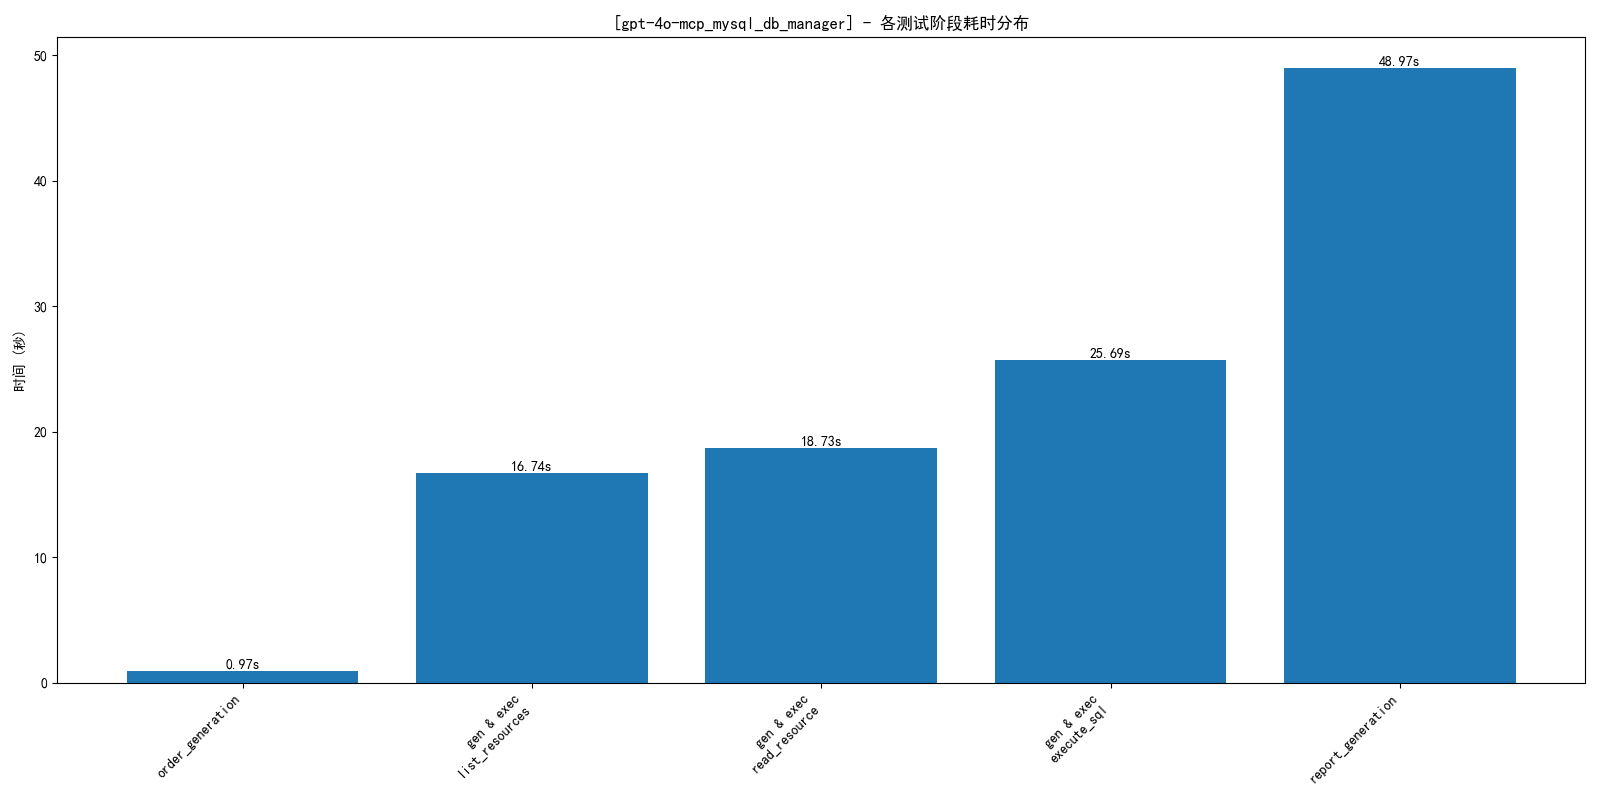 [gpt-4o-mcp_mysql_db_manager] - 各测试阶段耗时分布
时间 (秒)
50
40
30
20
10
0
0.97s
16.74s
18.73s
25.69s
48.97s
order_generation
gen & exec
list_resources
gen & exec
read_resource
gen & exec
execute_sql
report_generation